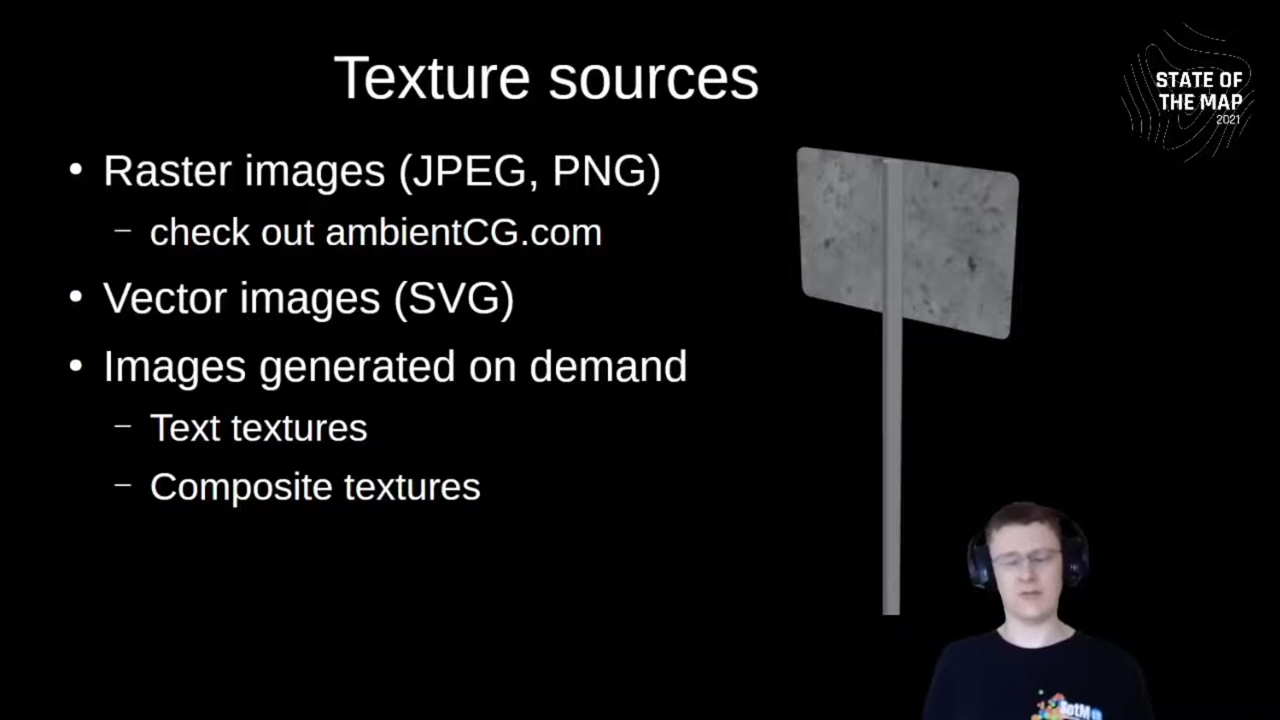 Texture sources
STATE OF
THE MAP
2021
• Raster images (JPEG, PNG)
– check out ambientCG.com
• Vector images (SVG)
• Images generated on demand
– Text textures
– Composite textures
SotM